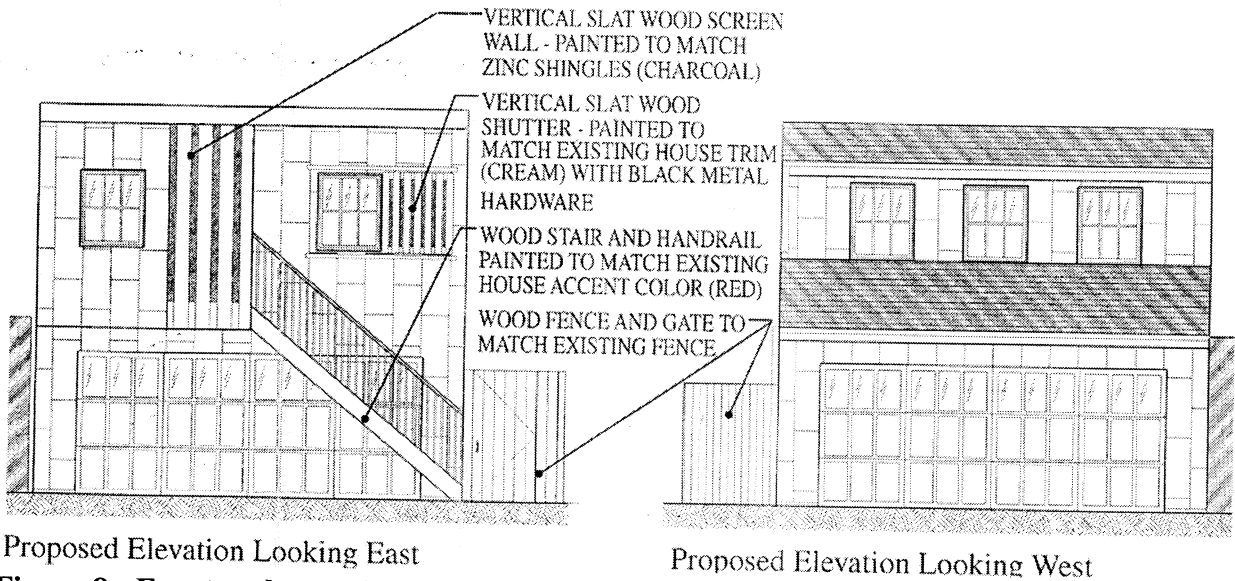 VERTICAL SLAT WOOD SCREEN
WALL - PAINTED TO MATCH
ZINC SHINGLES (CHARCOAL)
VERTICAL SLAT WOOD
SHUTTER - PAINTED TO
MATCH EXISTING HOUSE TRIM
(CREAM) WITH BLACK METAL
HARDWARE
WOOD STAIR AND HANDRAIL
PAINTED TO MATCH EXISTING
HOUSE ACCENT COLOR (RED)
WOOD FENCE AND GATE TO
MATCH EXISTING FENCE
Proposed Elevation Looking East
Proposed Elevation Looking West